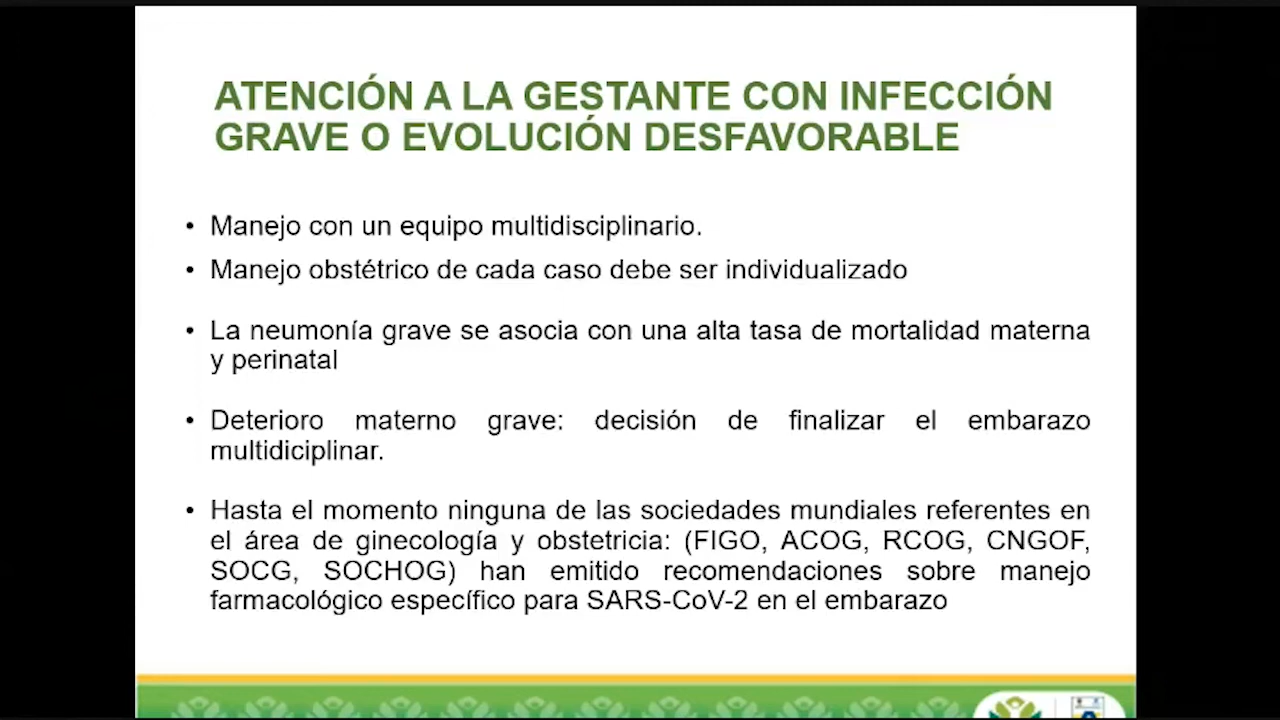 ATENCIÓN A LA GESTANTE CON INFECCIÓN
GRAVE O EVOLUCIÓN DESFAVORABLE
• Manejo con un equipo multidisciplinario.
• Manejo obstétrico de cada caso debe ser individualizado
• La neumonía grave se asocia con una alta tasa de mortalidad materna
y perinatal
• Deterioro materno grave: decisión de finalizar el embarazo
multidiciplinar.
• Hasta el momento ninguna de las sociedades mundiales referentes en
el área de ginecología y obstetricia: (FIGO, ACOG, RCOG, CNGOF,
SOCG, SOCHOG) han emitido recomendaciones sobre manejo
farmacológico específico para SARS-CoV-2 en el embarazo